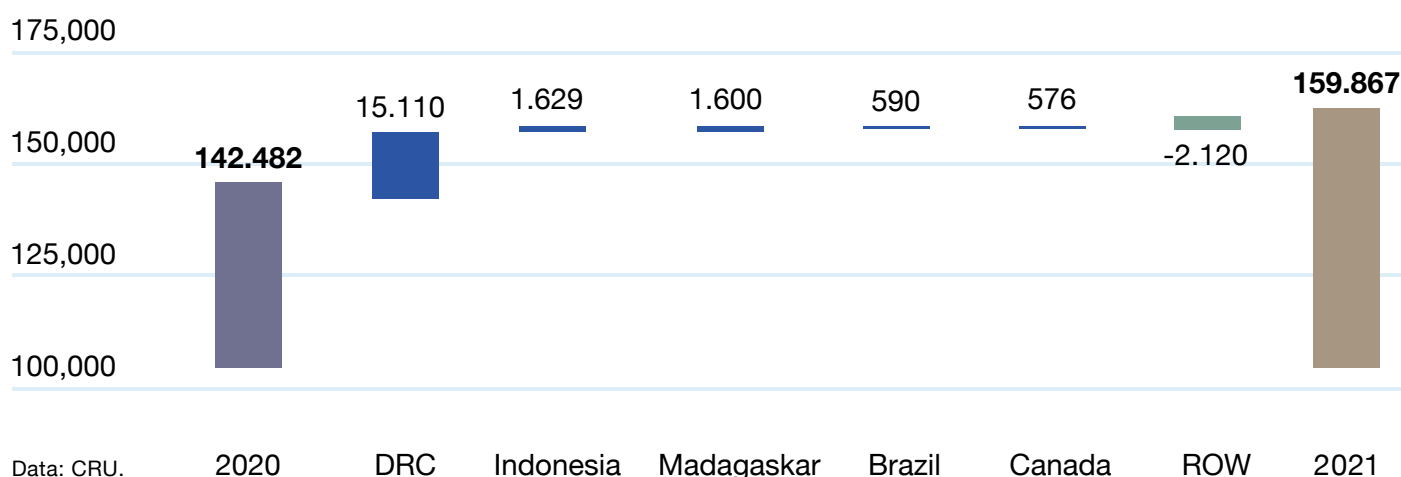 175,000
159.867
15.110
1.629
1.600
590
576
150,000
142.482
-2.120
125,000
100,000
Data: CRU.
2020
DRC
Indonesia
Madagaskar
Brazil
Canada
ROW
2021